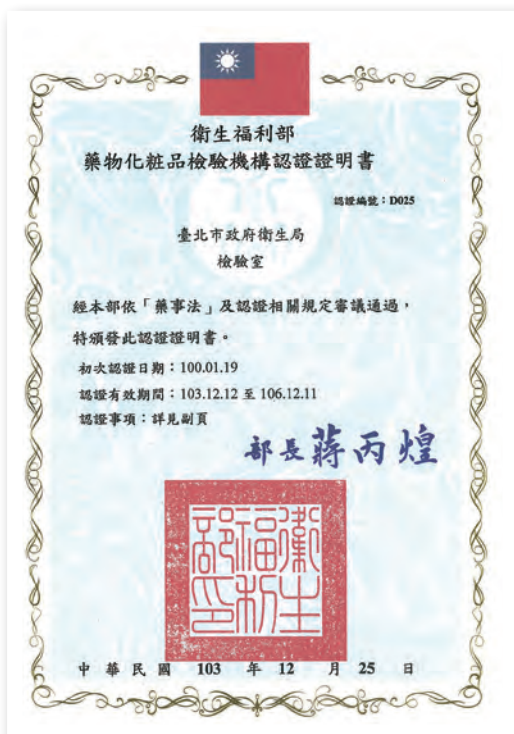 衛生福利部
藥物化粧品檢驗機構認證證明書
認證編號：D025
臺北市政府衛生局
檢驗室
經本部依「藥事法」及認證相關規定審議通過，
特頒發此認證證明書。
初次認證日期：100.01.19
認證有效期間：103.12.12 至 106.12.11
認證事項：詳見副頁
部長蔣丙煌
衛生福利部印
中華民國 103 年 12 月 25 日